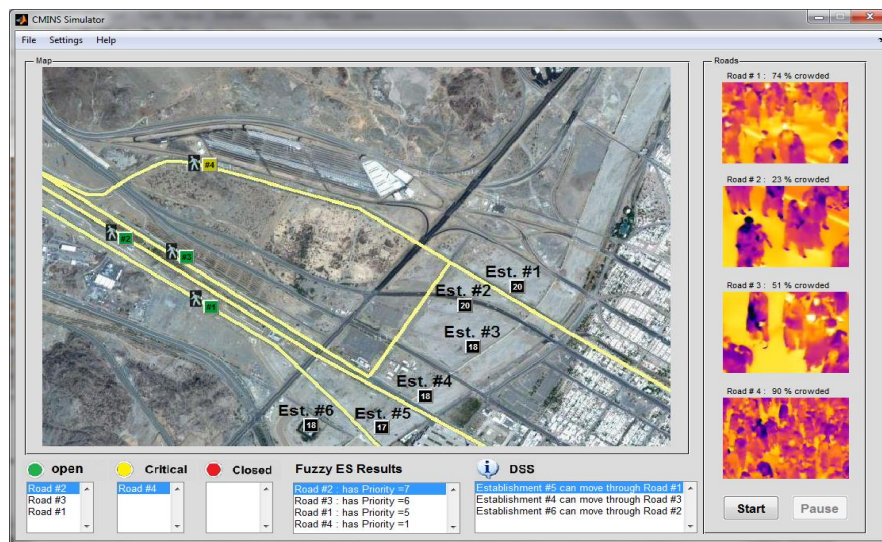 CMINS Simulator
File Settings Help
Map
#4
#2
#3
#1
Est. #1
20
Est. #2
20
Est. #3
18
Est. #4
18
Est. #5
17
Est. #6
18
Roads
Road # 1 : 74 % crowded
Road # 2 : 23 % crowded
Road # 3 : 51 % crowded
Road # 4 : 90 % crowded
open
Road #2
Road #3
Road #1
Critical
Road #4
Closed
Fuzzy ES Results
Road #2 : has Priority =7
Road #3 : has Priority =6
Road #1 : has Priority =5
Road #4 : has Priority =1
DSS
Establishment #5 can move through Road #1
Establishment #4 can move through Road #3
Establishment #6 can move through Road #2
Start
Pause